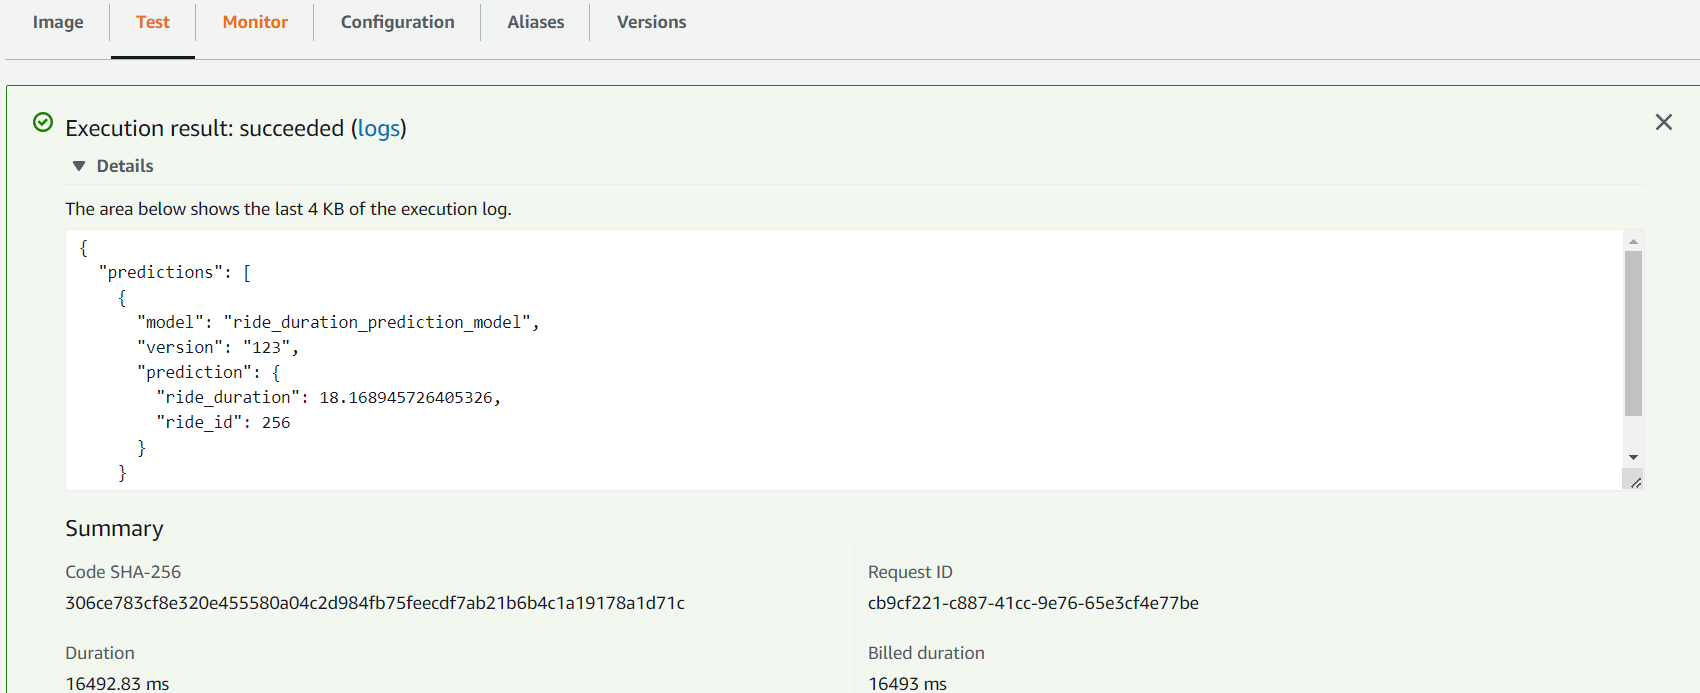 Image Test Monitor Configuration Aliases Versions
Execution result: succeeded (logs)
Details
The area below shows the last 4 KB of the execution log.
{
"predictions": [
{
"model": "ride_duration_prediction_model",
"version": "123",
"prediction": {
"ride_duration": 18.168945726405326,
"ride_id": 256
}
}
Summary
Code SHA-256
306ce783cf8e320e455580a04c2d984fb75feecdf7ab21b6b4c1a19178a1d71c
Request ID
cb9cf221-c887-41cc-9e76-65e3cf4e77be
Duration
16492.83 ms
Billed duration
16493 ms